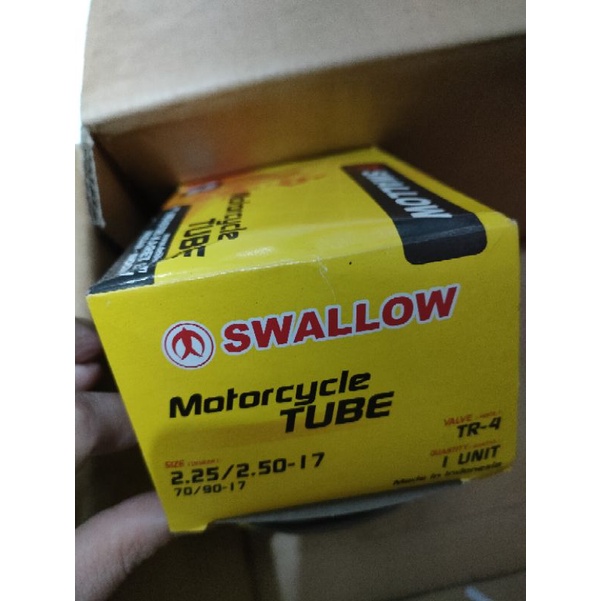 SWALLOW
Motorcycle
TUBE
SWALLOW
Motorcycle
TUBE
SIZE
2.25/2.50-17
70/90-17
VALVE
TR-4
QUANTITY
1 UNIT
Made in Indonesia